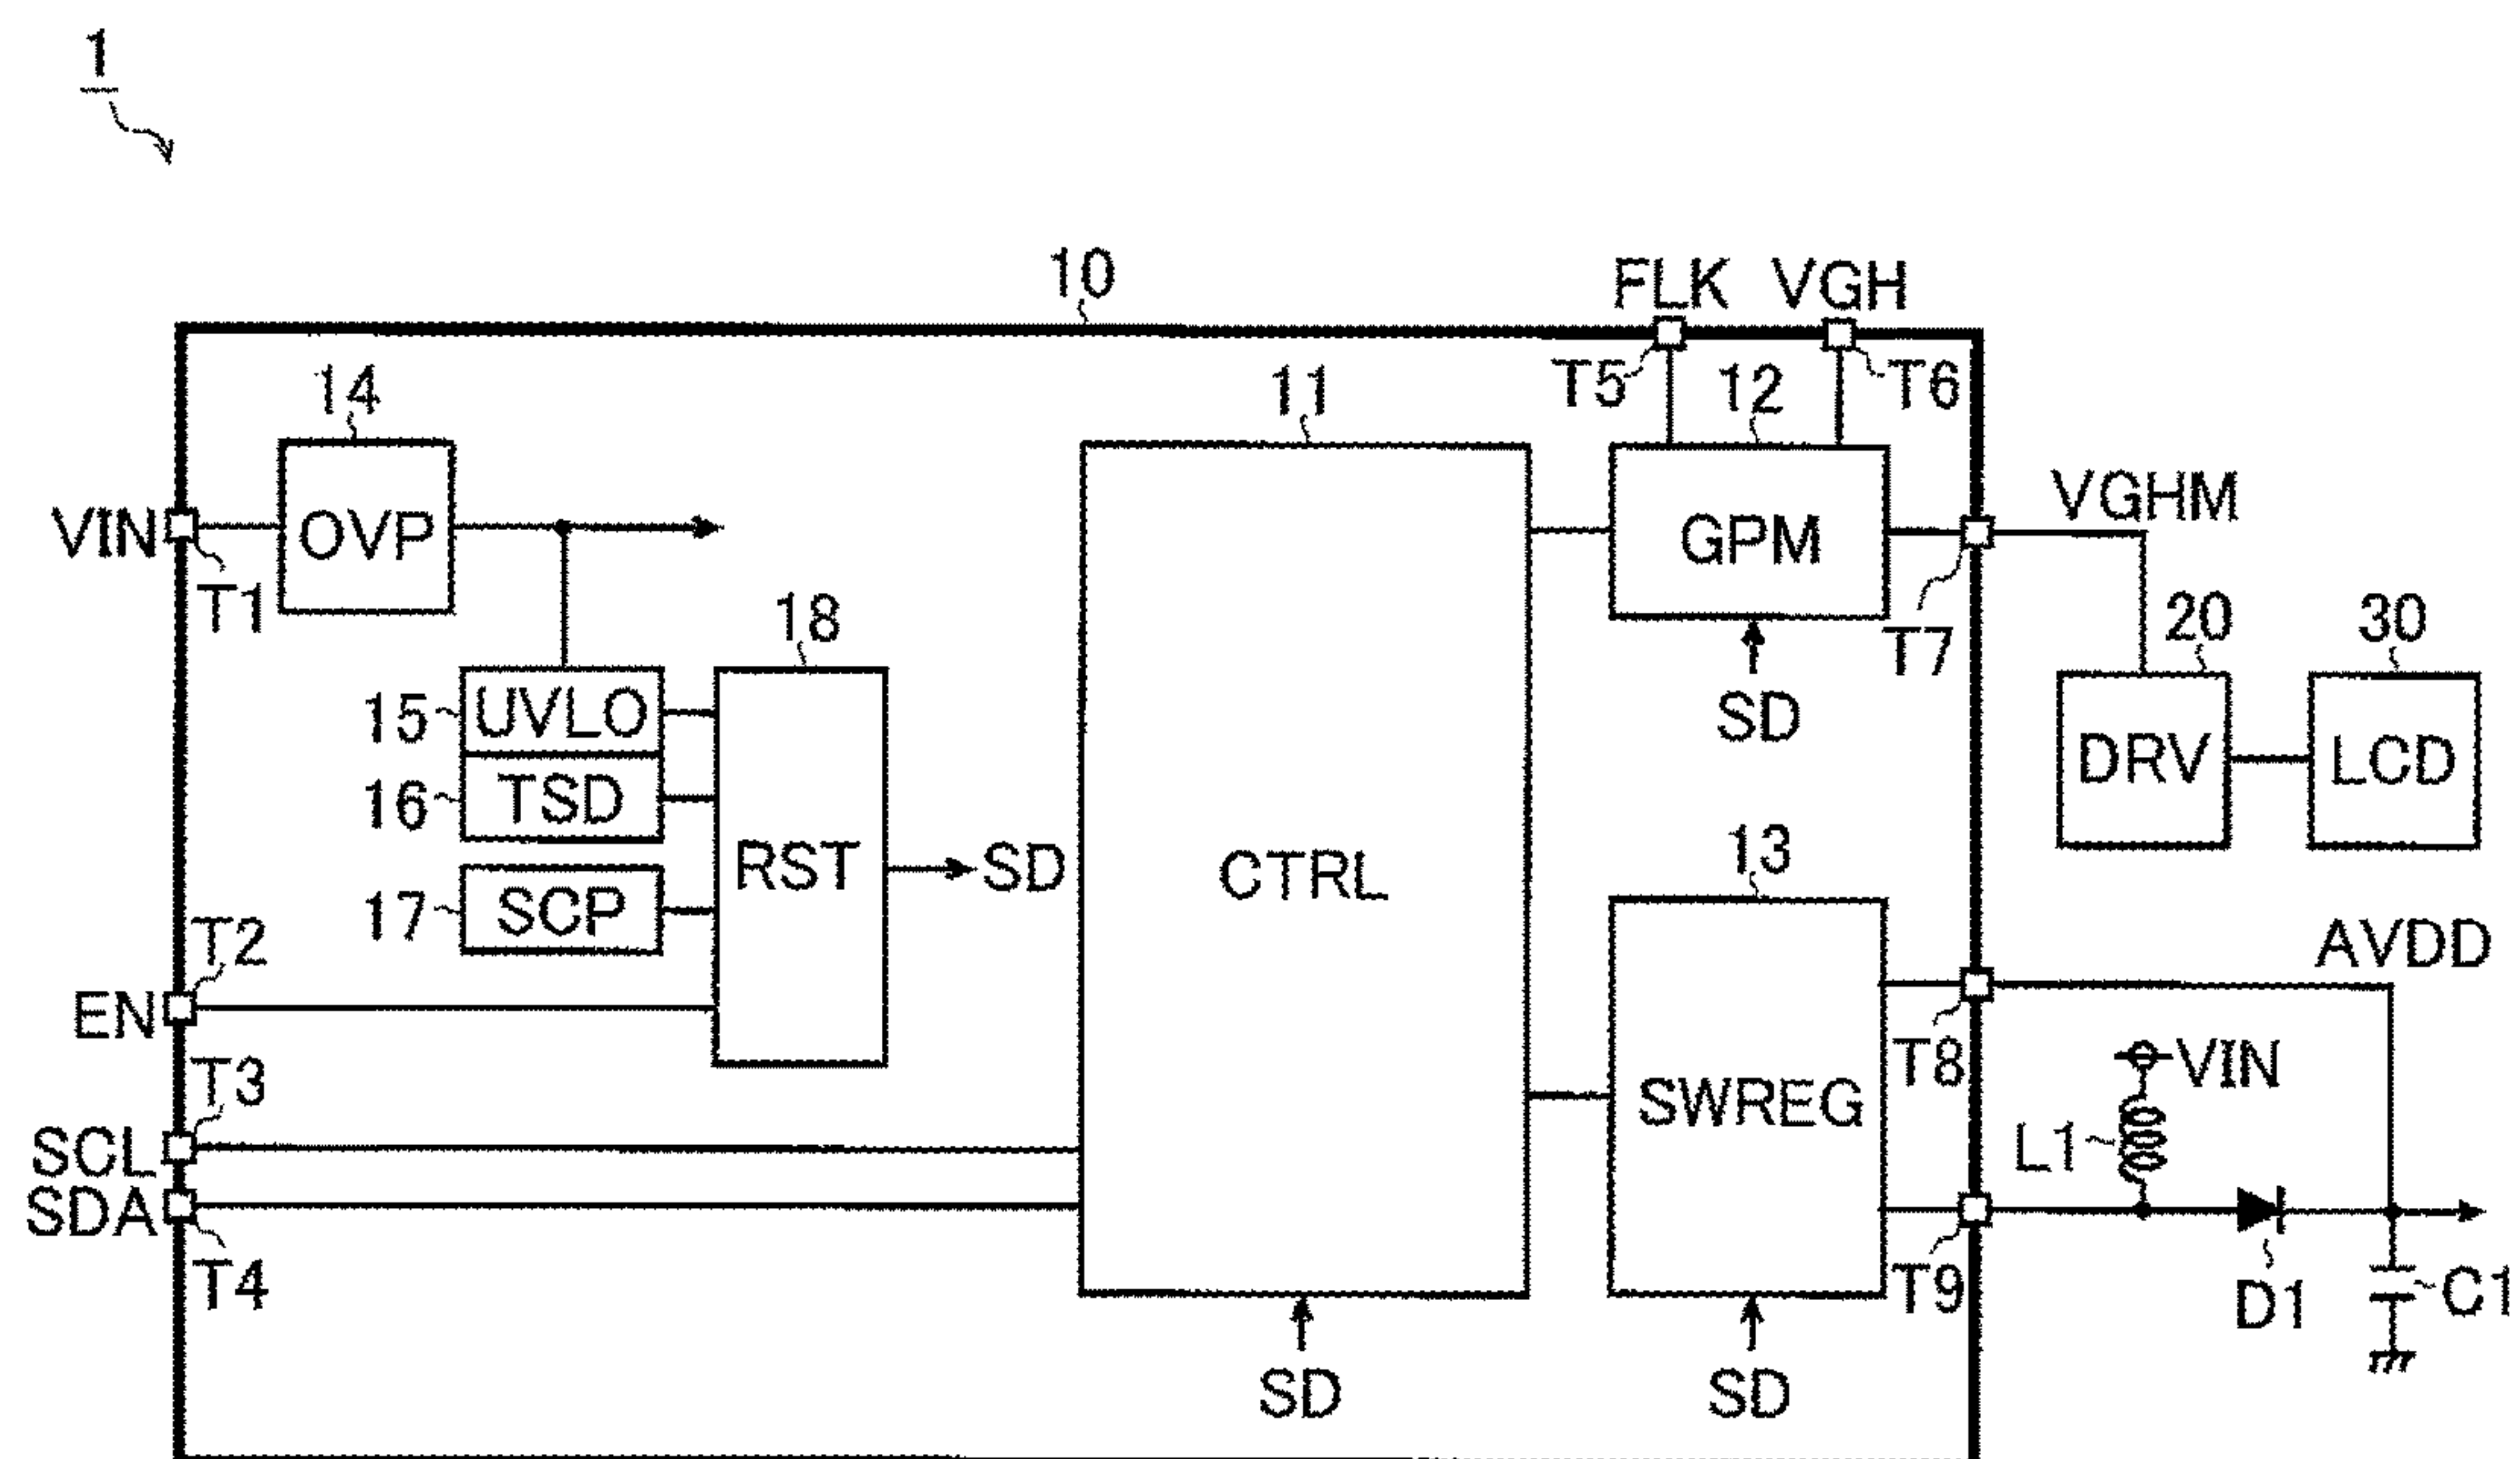 1
10
FLK VGH
14
11
T5
12
T6
VIN
OVP
GPM
VGHM
T1
18
T7
20
30
15
UVLO
SD
16
TSD
DRV
LCD
RST
SD
CTRL
13
17
SCP
T2
AVDD
EN
T3
T8
VIN
SWREG
L1
SCL
SDA
T4
T9
D1
C1
SD
SD